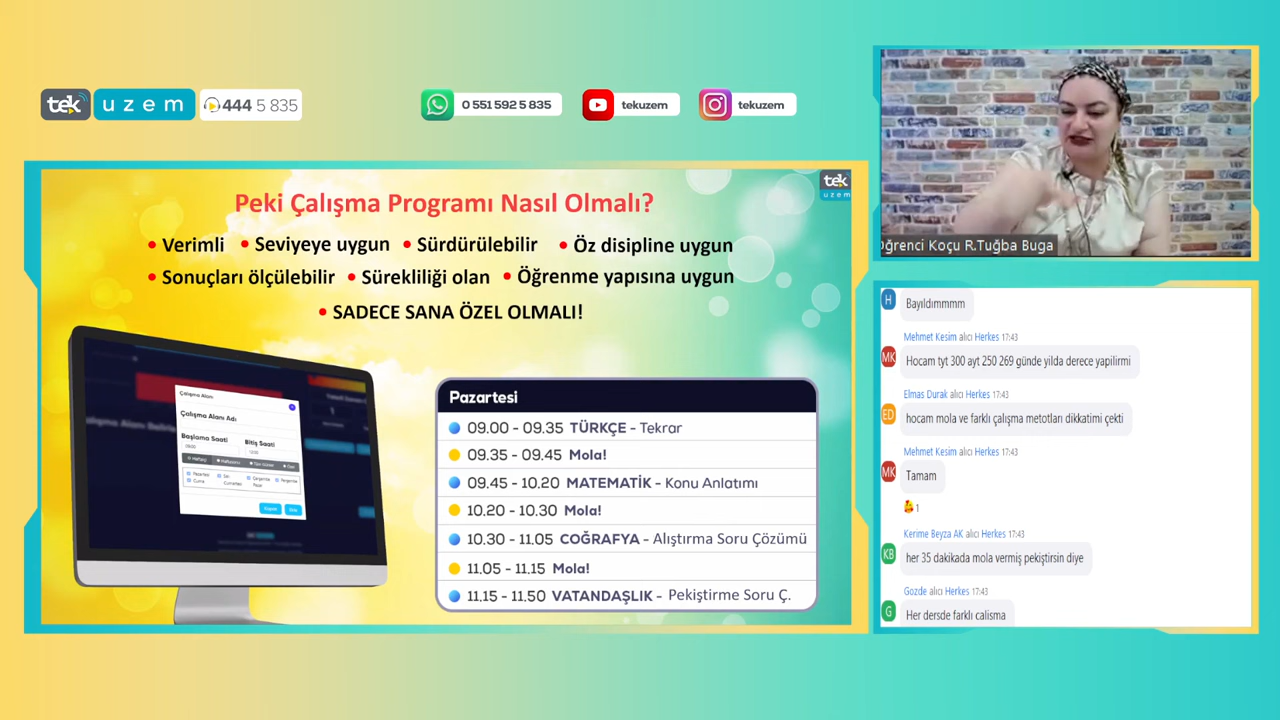 tek uzem 444 5 835
0 551 592 5 835
tekuzem
tekuzem
tek
uzem
Peki Çalışma Programı Nasıl Olmalı?
• Verimli • Seviyeye uygun • Sürdürülebilir • Öz disipline uygun
• Sonuçları ölçülebilir • Sürekliliği olan • Öğrenme yapısına uygun
• SADECE SANA ÖZEL OLMALI!
Çalışma Alanı
Çalışma Alanı Adı
Başlama Saati Bitiş Saati
Pazartesi
09.00 - 09.35 TÜRKÇE - Tekrar
09.35 - 09.45 Mola!
09.45 - 10.20 MATEMATİK - Konu Anlatımı
10.20 - 10.30 Mola!
10.30 - 11.05 COĞRAFYA - Alıştırma Soru Çözümü
11.05 - 11.15 Mola!
11.15 - 11.50 VATANDAŞLIK - Pekiştirme Soru Ç.
Öğrenci Koçu R.Tuğba Buga
H
Bayıldımmmm
Mehmet Kesim alıcı Herkes 17:43
MK
Hocam tyt 300 ayt 250 269 günde yilda derece yapilirmi
Elmas Durak alıcı Herkes 17:43
ED
hocam mola ve farklı çalışma metotları dikkatimi çekti
Mehmet Kesim alıcı Herkes 17:43
MK
Tamam
1
Kerime Beyza AK alıcı Herkes 17:43
KB
her 35 dakikada mola vermiş pekiştirsin diye
Gozde alıcı Herkes 17:43
G
Her dersde farklı calisma